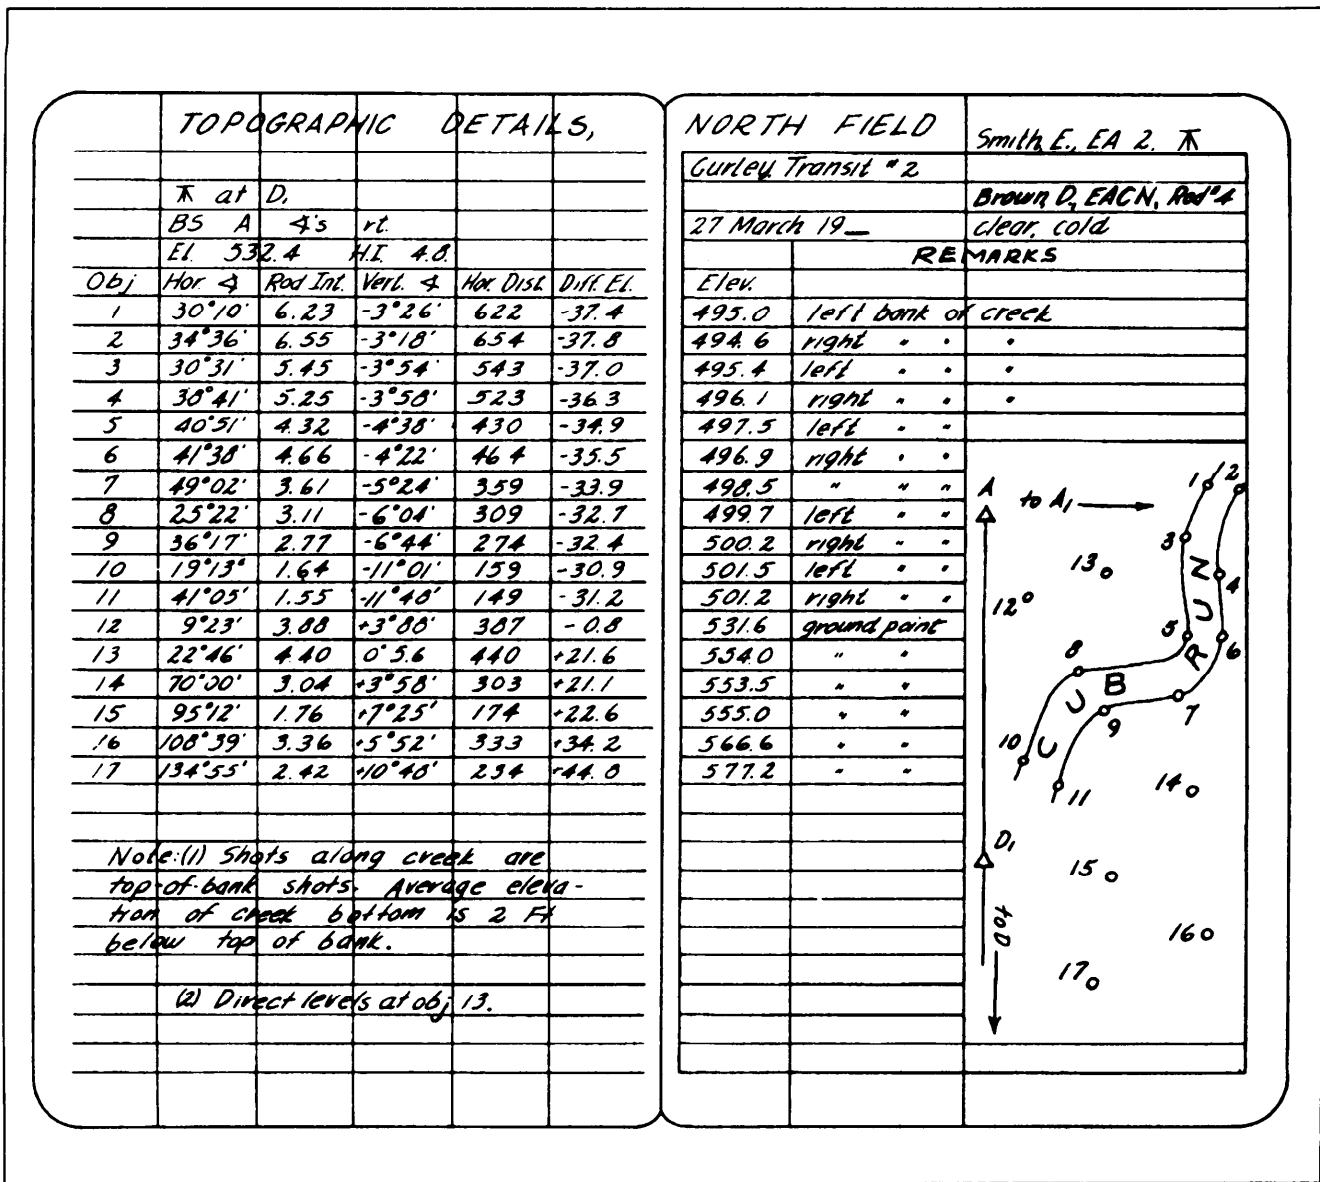 TOPOGRAPHIC DETAILS,
⊼ at D₁
BS A ∡'s rt.
El. 532.4 H.I. 4.8
Obj Hor. ∡ Rod Int. Vert. ∡ Hor. Dist. Diff. El.
1 30°10' 6.23 -3°26' 622 -37.4
2 34°36' 6.55 -3°18' 654 -37.8
3 30°31' 5.45 -3°54' 543 -37.0
4 38°41' 5.25 -3°58' 523 -36.3
5 40°51' 4.32 -4°38' 430 -34.9
6 41°38' 4.66 -4°22' 464 -35.5
7 49°02' 3.61 -5°24' 359 -33.9
8 25°22' 3.11 -6°04' 309 -32.7
9 36°17' 2.77 -6°44' 274 -32.4
10 19°13' 1.64 -11°01' 159 -30.9
11 41°05' 1.55 -11°48' 149 -31.2
12 9°23' 3.88 +3°88' 387 -0.8
13 22°46' 4.40 0°5.6 440 +21.6
14 70°00' 3.04 +3°58' 303 +21.1
15 95°12' 1.76 +7°25' 174 +22.6
16 108°39' 3.36 +5°52' 333 +34.2
17 134°55' 2.42 +10°48' 234 +44.8
Note: (1) Shots along creek are
top-of-bank shots. Average eleva-
tion of creek bottom is 2 Ft
below top of bank.
(2) Direct levels at obj 13.
NORTH FIELD
Smith, E., EA 2. ⊼
Gurley Transit #2
Brown D, EACN, Rod #4
27 March 19__ clear, cold
REMARKS
Elev.
495.0 left bank of creek
494.6 right " " "
495.4 left " " "
496.1 right " " "
497.5 left " "
496.9 right " "
498.5 " " "
499.7 left " "
500.2 right " "
501.5 left " "
501.2 right " "
531.6 ground point
554.0 " "
553.5 " "
555.0 " "
566.6 " "
577.2 " "
1 2
A to A₁
3
13 4
12
5 6
8
7
9
10
11
14
D₁
15
to D
16
17
CUB RUN